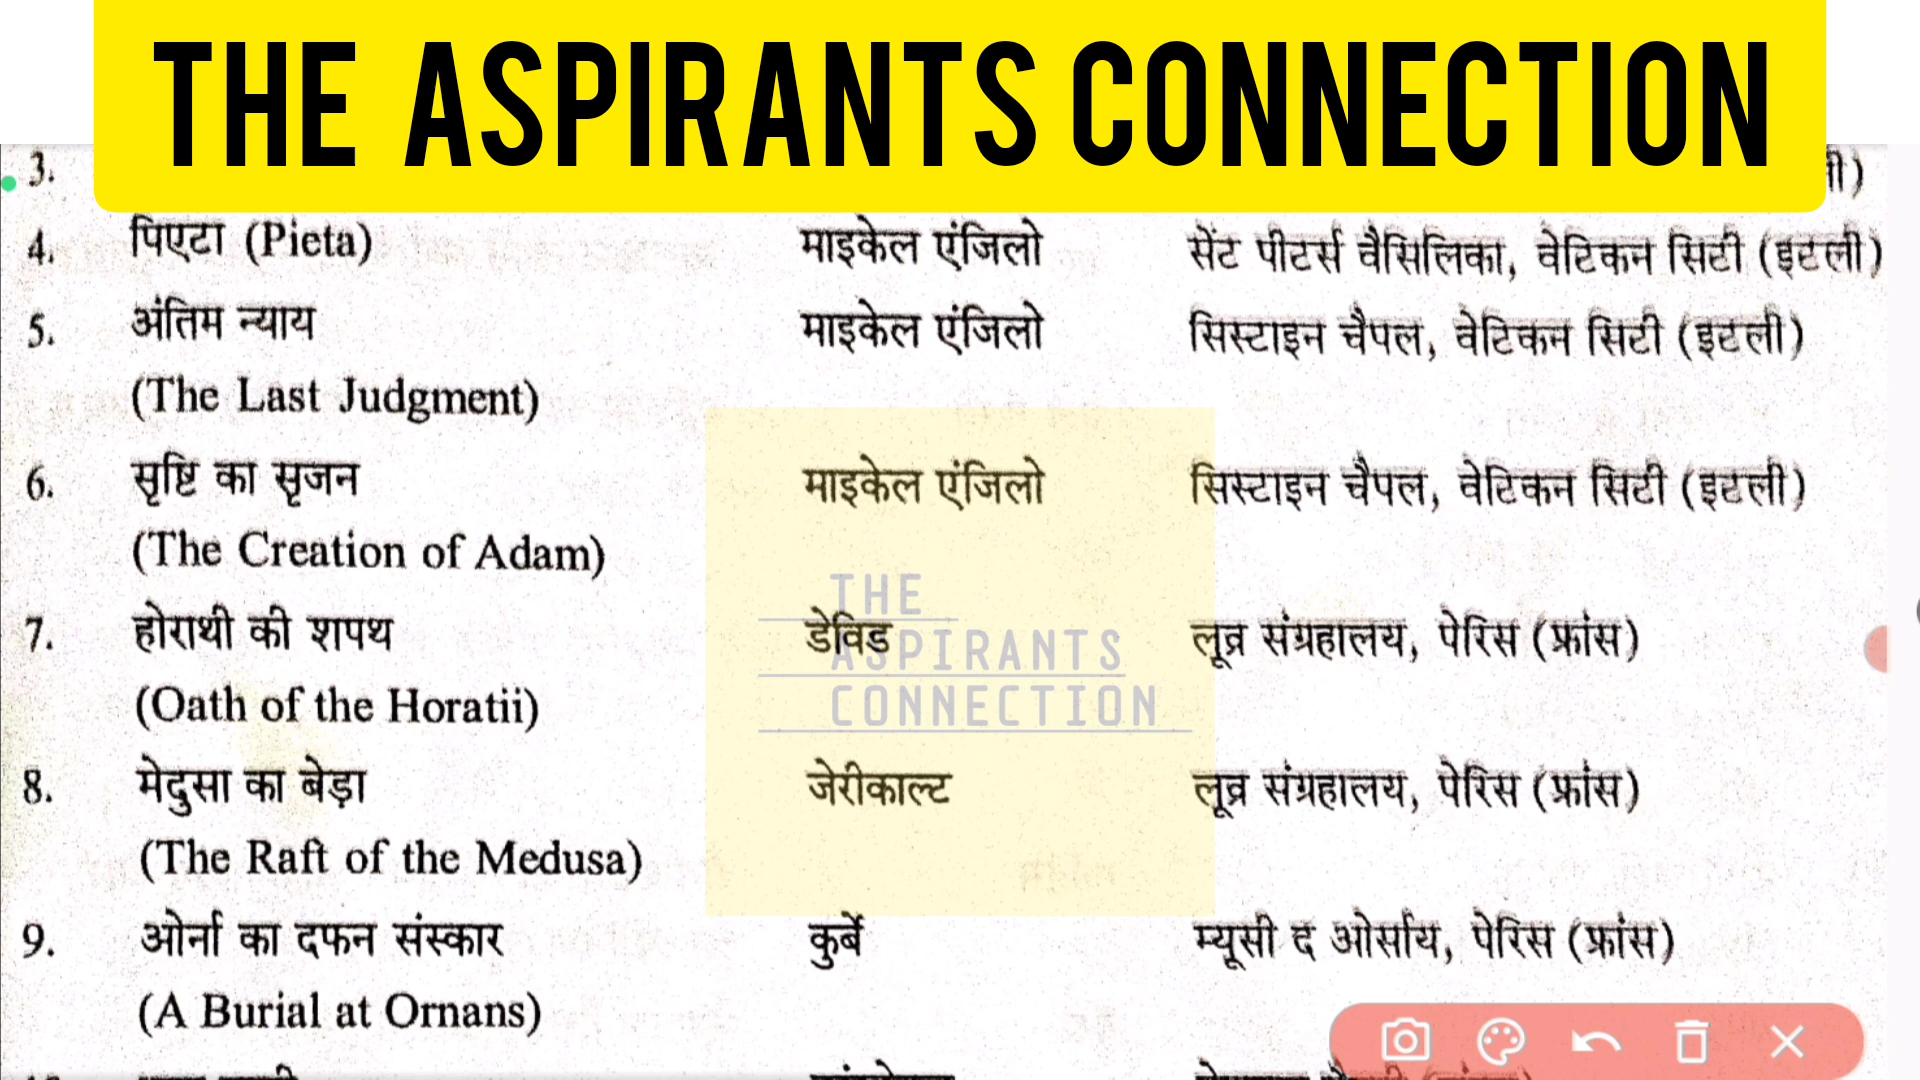 THE ASPIRANTS CONNECTION
3. ली)
4. पिएटा (Pieta) माइकेल एंजिलो सेंट पीटर्स वैसिलिका, वेटिकन सिटी (इटली)
5. अंतिम न्याय माइकेल एंजिलो सिस्टाइन चैपल, वेटिकन सिटी (इटली)
(The Last Judgment)
6. सृष्टि का सृजन माइकेल एंजिलो सिस्टाइन चैपल, वेटिकन सिटी (इटली)
(The Creation of Adam)
THE
7. होराथी की शपथ डेविड लूव्र संग्रहालय, पेरिस (फ्रांस)
ASPIRANTS
(Oath of the Horatii)
CONNECTION
8. मेदुसा का बेड़ा जेरीकाल्ट लूव्र संग्रहालय, पेरिस (फ्रांस)
(The Raft of the Medusa)
9. ओर्ना का दफन संस्कार कुर्बे म्यूसी द ओर्साय, पेरिस (फ्रांस)
(A Burial at Ornans)